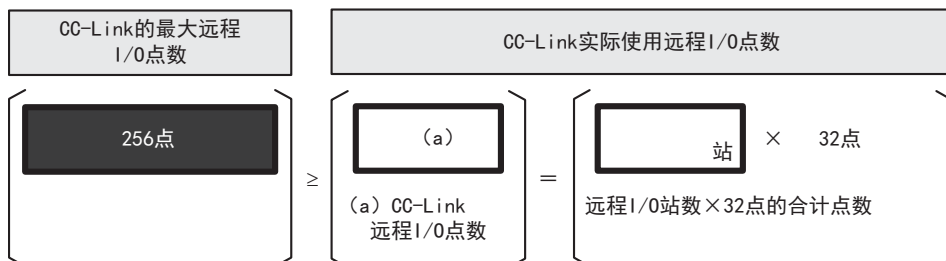 CC-Link的最大远程
I/O点数
CC-Link实际使用远程I/O点数
256点
≥
(a)
(a) CC-Link
远程I/O点数
=
站 × 32点
远程I/O站数×32点的合计点数